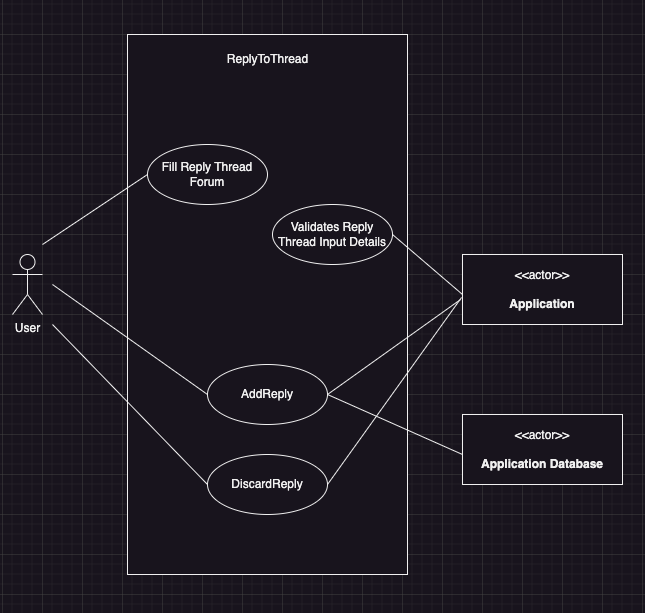 ReplyToThread
Fill Reply Thread
Forum
Validates Reply
Thread Input Details
User
<<actor>>
Application
AddReply
<<actor>>
Application Database
DiscardReply